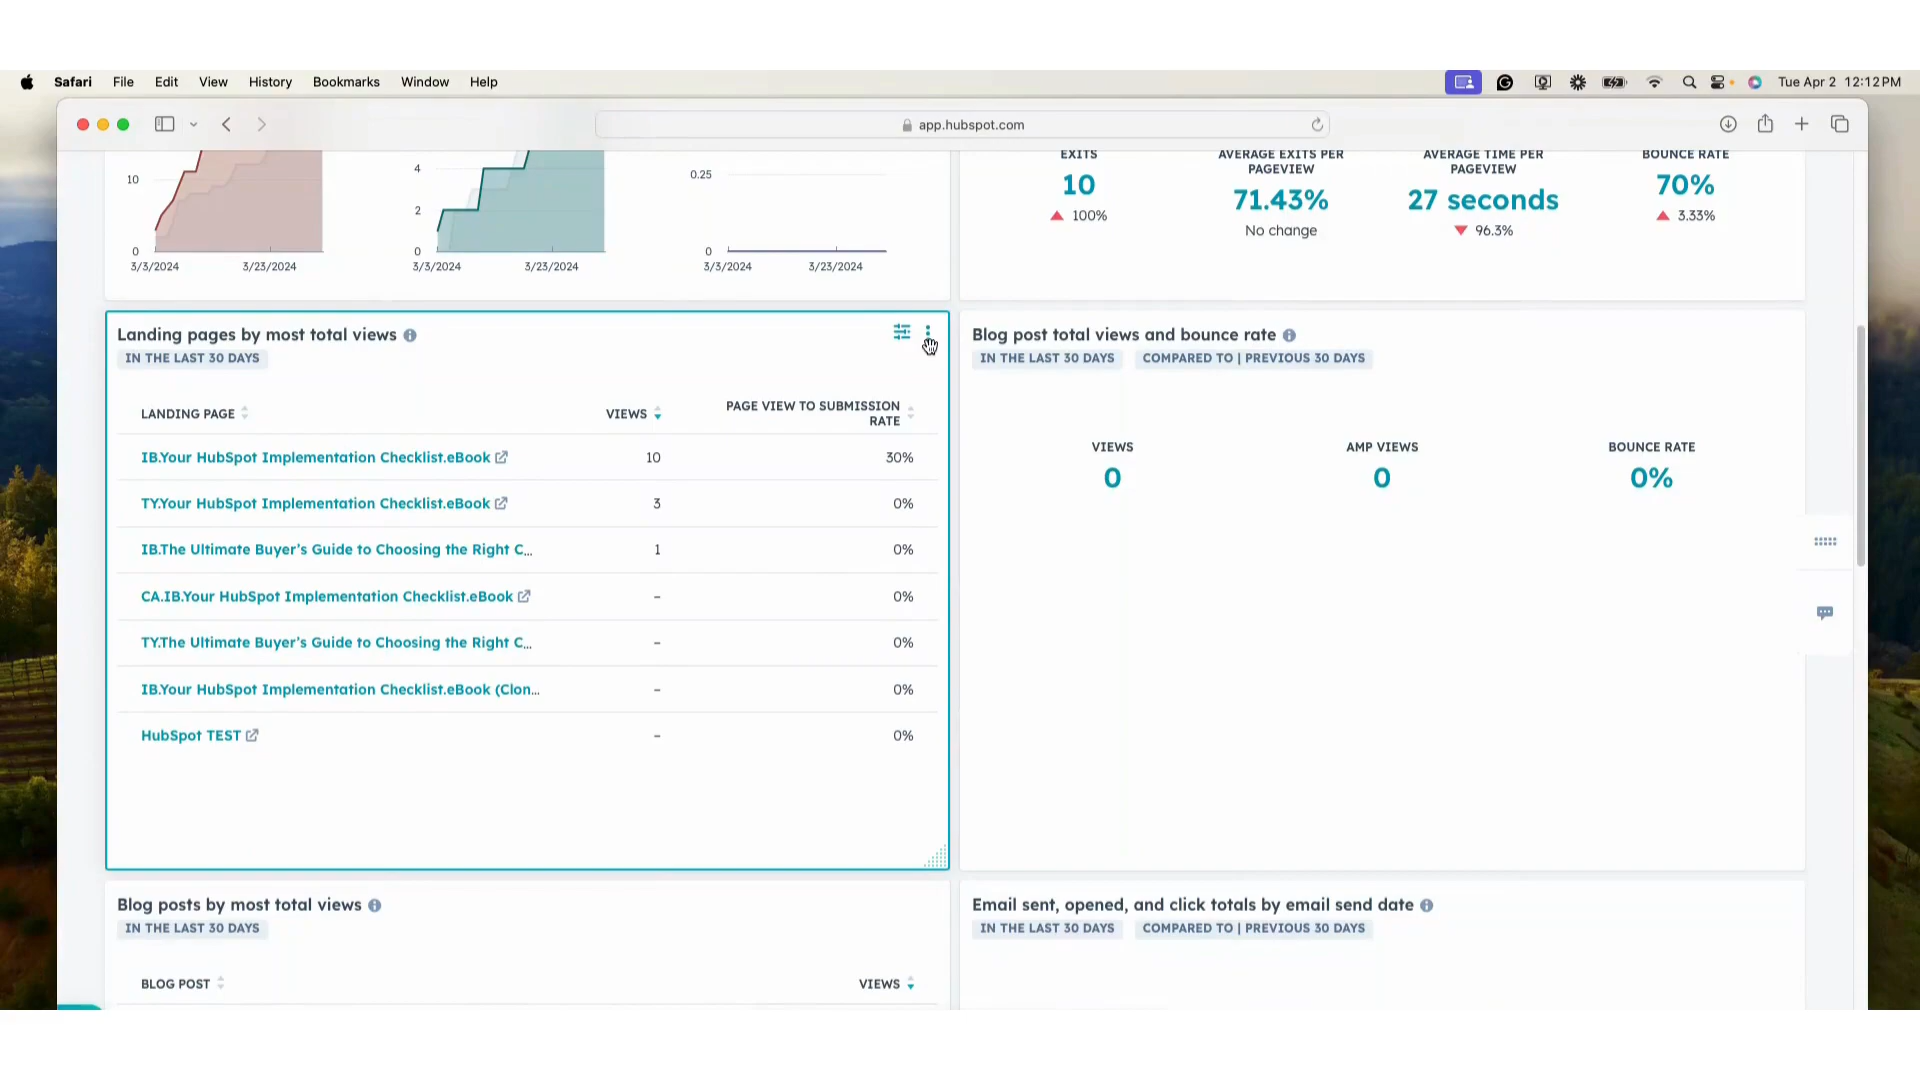 Safari File Edit View History Bookmarks Window Help Tue Apr 2 12:12 PM
app.hubspot.com
10
0
3/3/2024 3/23/2024
4
2
0
3/3/2024 3/23/2024
0.25
0
3/3/2024 3/23/2024
EXITS
10
100%
AVERAGE EXITS PER
PAGEVIEW
71.43%
No change
AVERAGE TIME PER
PAGEVIEW
27 seconds
96.3%
BOUNCE RATE
70%
3.33%
Landing pages by most total views
IN THE LAST 30 DAYS
LANDING PAGE VIEWS PAGE VIEW TO SUBMISSION
RATE
IB.Your HubSpot Implementation Checklist.eBook 10 30%
TY.Your HubSpot Implementation Checklist.eBook 3 0%
IB.The Ultimate Buyer's Guide to Choosing the Right C... 1 0%
CA.IB.Your HubSpot Implementation Checklist.eBook - 0%
TY.The Ultimate Buyer's Guide to Choosing the Right C... - 0%
IB.Your HubSpot Implementation Checklist.eBook (Clon... - 0%
HubSpot TEST - 0%
Blog post total views and bounce rate
IN THE LAST 30 DAYS COMPARED TO | PREVIOUS 30 DAYS
VIEWS AMP VIEWS BOUNCE RATE
0 0 0%
Blog posts by most total views
IN THE LAST 30 DAYS
BLOG POST VIEWS
Email sent, opened, and click totals by email send date
IN THE LAST 30 DAYS COMPARED TO | PREVIOUS 30 DAYS